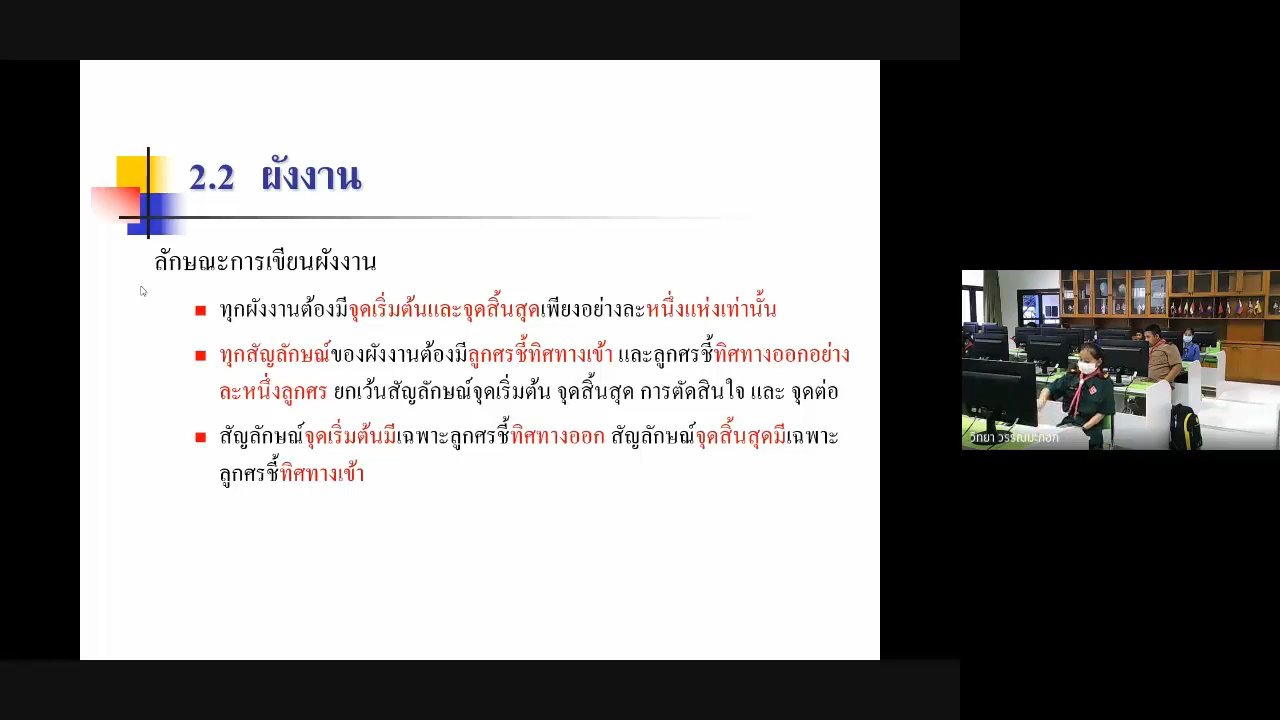 2.2 ผังงาน
ลักษณะการเขียนผังงาน
ทุกผังงานต้องมีจุดเริ่มต้นและจุดสิ้นสุดเพียงอย่างละหนึ่งแห่งเท่านั้น
ทุกสัญลักษณ์ของผังงานต้องมีลูกศรชี้ทิศทางเข้า และลูกศรชี้ทิศทางออกอย่าง
ละหนึ่งลูกศร ยกเว้นสัญลักษณ์จุดเริ่มต้น จุดสิ้นสุด การตัดสินใจ และ จุดต่อ
สัญลักษณ์จุดเริ่มต้นมีเฉพาะลูกศรชี้ทิศทางออก สัญลักษณ์จุดสิ้นสุดมีเฉพาะ
ลูกศรชี้ทิศทางเข้า
วิทยา